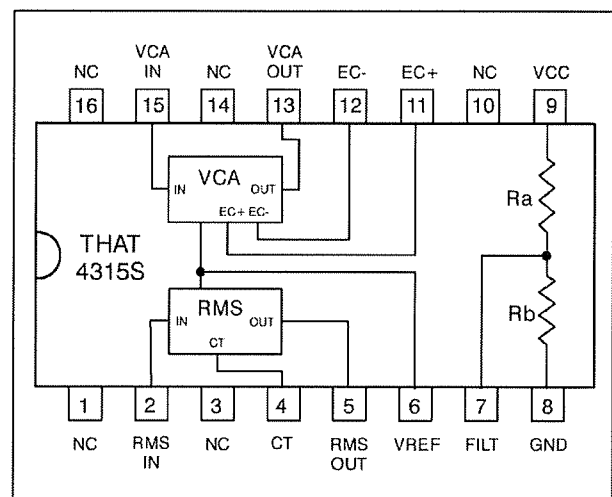 NC VCA IN NC VCA OUT EC- EC+ NC VCC
16 15 14 13 12 11 10 9
VCA
IN OUT
EC+ EC-
Ra
THAT
4315S
RMS
IN OUT
CT
Rb
1 2 3 4 5 6 7 8
NC RMS IN NC CT RMS OUT VREF FILT GND